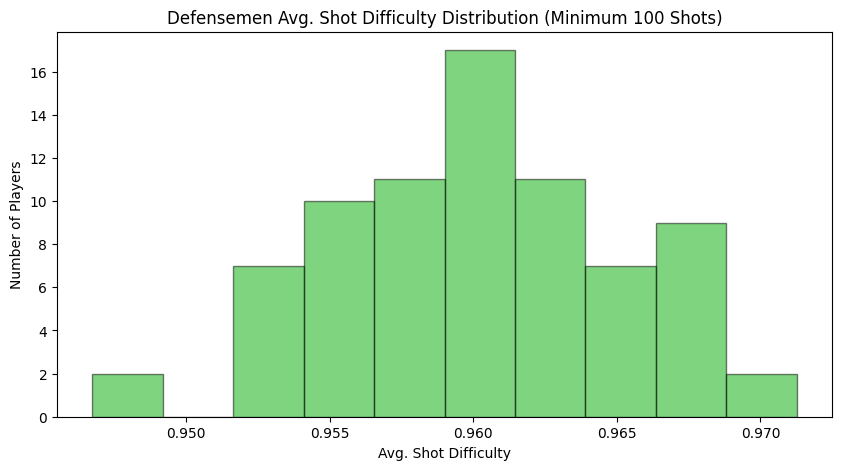 Defensemen Avg. Shot Difficulty Distribution (Minimum 100 Shots)
16
14
12
10
8
6
4
2
0
Number of Players
0.950 0.955 0.960 0.965 0.970
Avg. Shot Difficulty